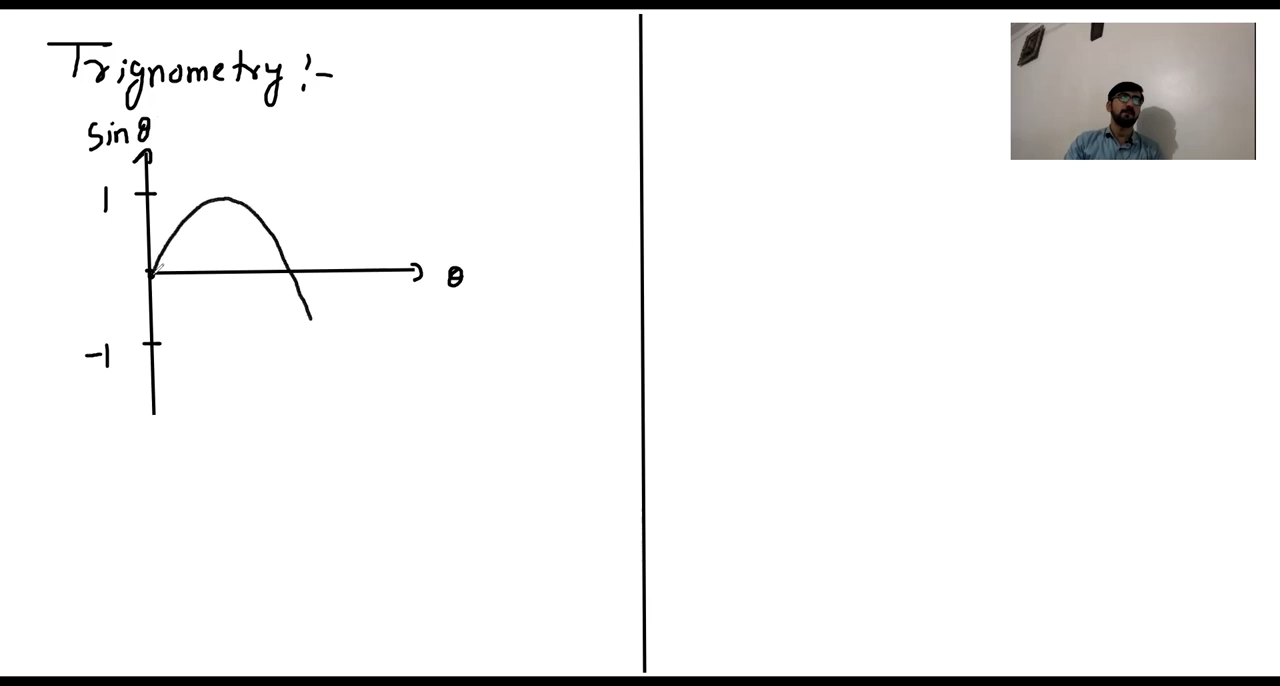 Trignometry :-
sin θ
1
θ
-1